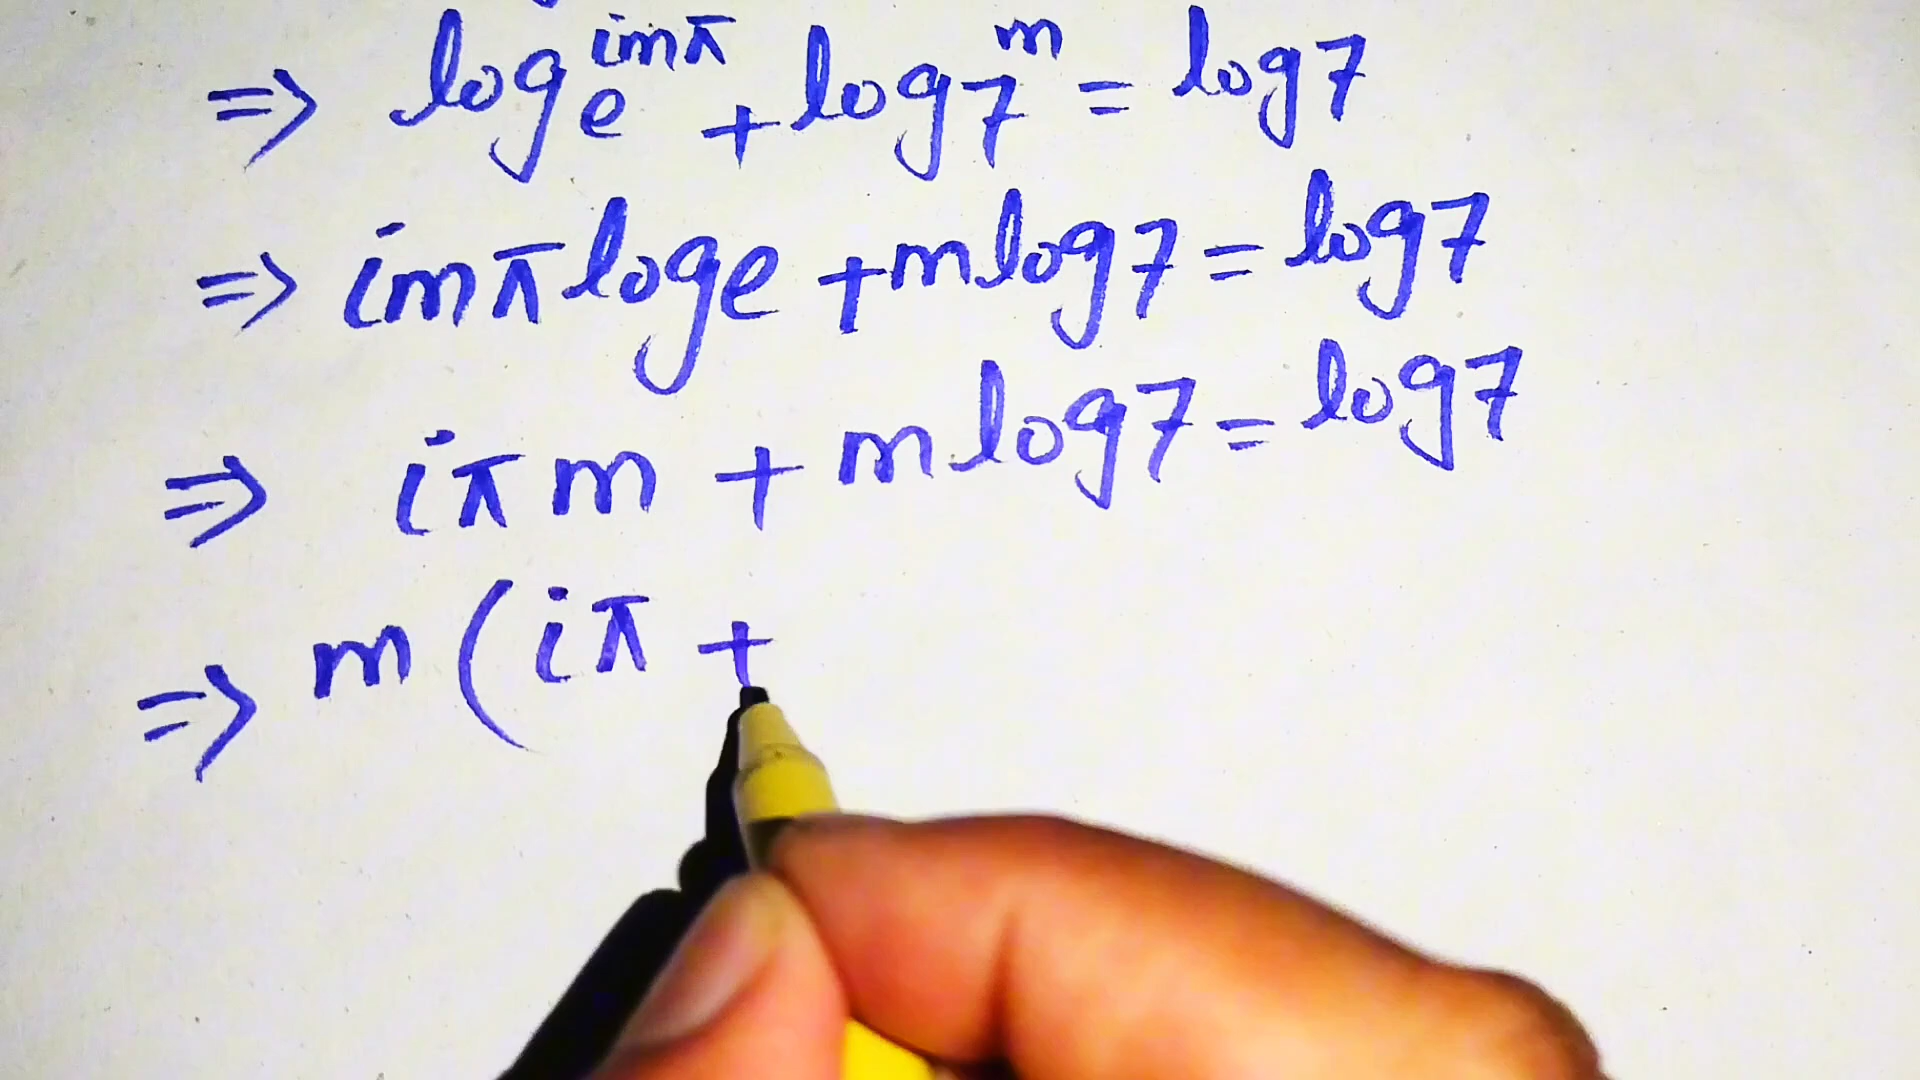 => log e^{imπ} + log 7^m = log 7
=> imπ log e + m log 7 = log 7
=> iπm + m log 7 = log 7
=> m ( iπ +